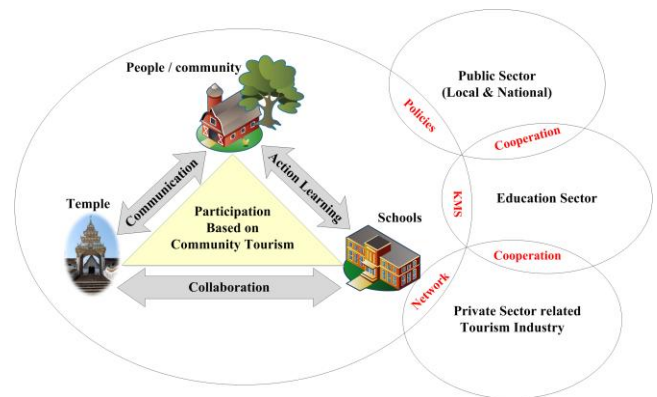 People / community
Public Sector
(Local & National)
Policies
Cooperation
Communication
Action Learning
Temple
Participation
Based on
Community Tourism
Schools
KMS
Education Sector
Collaboration
Cooperation
Network
Private Sector related
Tourism Industry